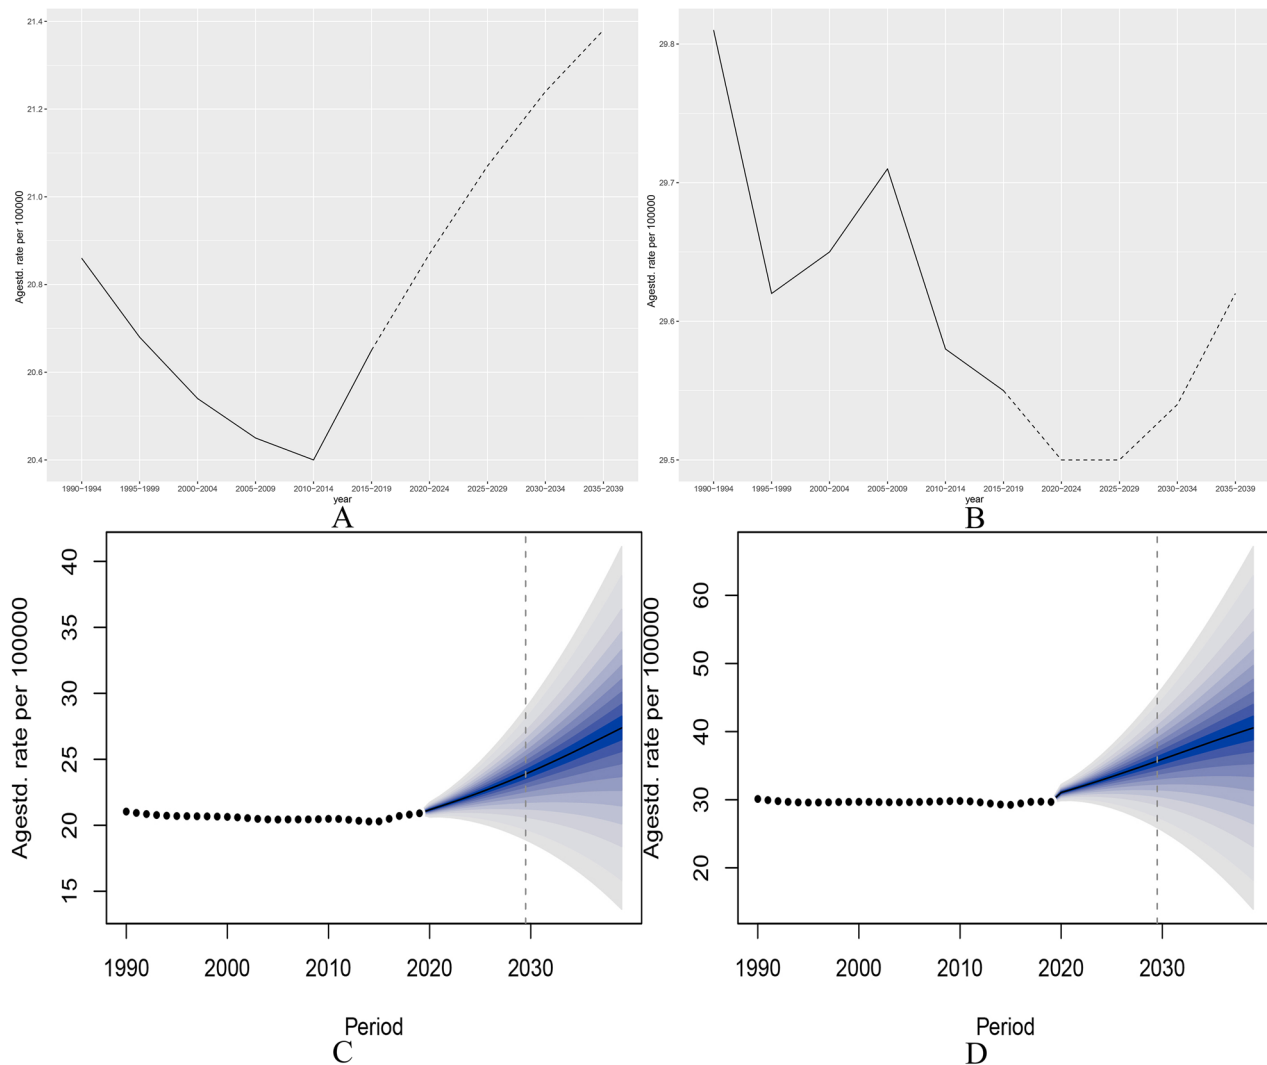 21.4
21.2
21.0
20.8
20.6
20.4
Agestd. rate per 100000
1990−1994 1995−1999 2000−2004 2005−2009 2010−2014 2015−2019 2020−2024 2025−2029 2030−2034 2035−2039
year
A
29.8
29.7
29.6
29.5
Agestd. rate per 100000
1990−1994 1995−1999 2000−2004 2005−2009 2010−2014 2015−2019 2020−2024 2025−2029 2030−2034 2035−2039
year
B
40
35
30
25
20
15
Agestd. rate per 100000
1990 2000 2010 2020 2030
Period
C
60
50
40
30
20
Agestd. rate per 100000
1990 2000 2010 2020 2030
Period
D